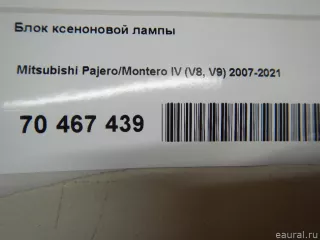 Блок ксеноновой лампы
Mitsubishi Pajero/Montero IV (V8, V9) 2007-2021
70 467 439
eaural.ru